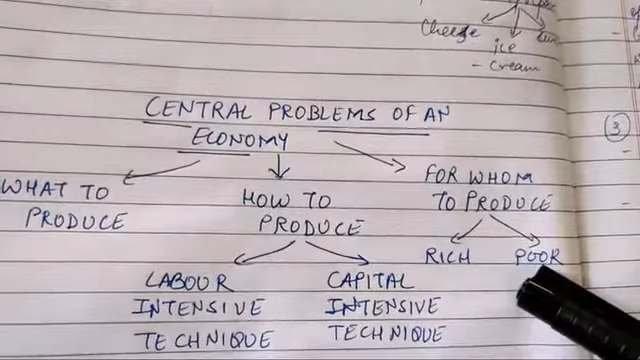 Cheese
ice
- cream
CENTRAL PROBLEMS OF AN
ECONOMY
3
WHAT TO
PRODUCE
HOW TO
PRODUCE
FOR WHOM
TO PRODUCE
RICH
POOR
LABOUR
INTENSIVE
TECHNIQUE
CAPITAL
INTENSIVE
TECHNIQUE